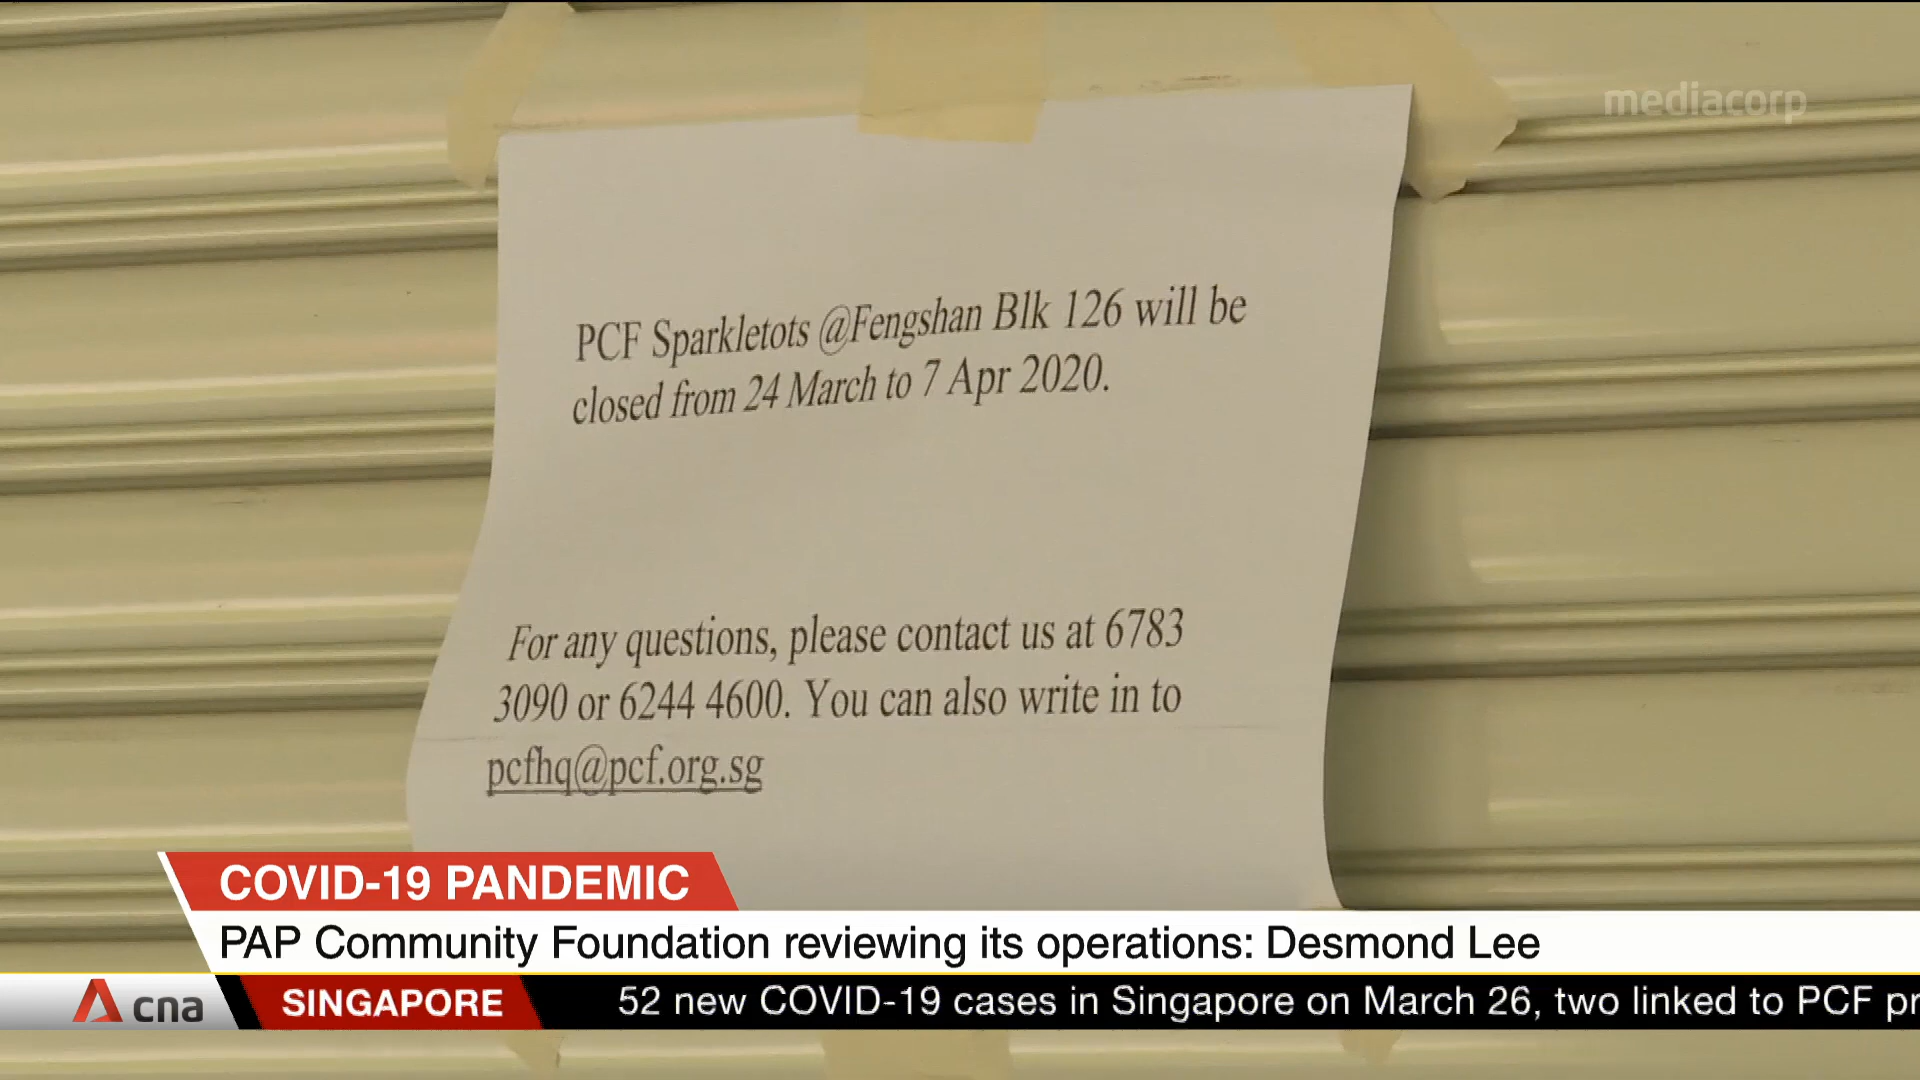 mediacorp
PCF Sparkletots @Fengshan Blk 126 will be
closed from 24 March to 7 Apr 2020.
For any questions, please contact us at 6783
3090 or 6244 4600. You can also write in to
pcfhq@pcf.org.sg
COVID-19 PANDEMIC
PAP Community Foundation reviewing its operations: Desmond Lee
cna
SINGAPORE
52 new COVID-19 cases in Singapore on March 26, two linked to PCF pr